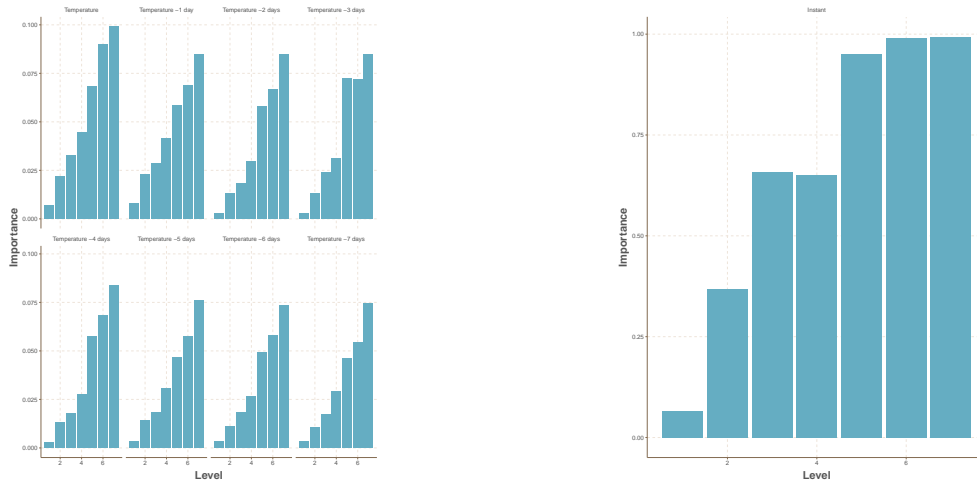 Temperature Temperature −1 day Temperature −2 days Temperature −3 days
0.100
0.075
0.050
0.025
0.000
Importance
Temperature −4 days Temperature −5 days Temperature −6 days Temperature −7 days
0.100
0.075
0.050
0.025
0.000
2 4 6 2 4 6 2 4 6 2 4 6
Level
Instant
1.00
0.75
0.50
0.25
0.00
Importance
2 4 6
Level